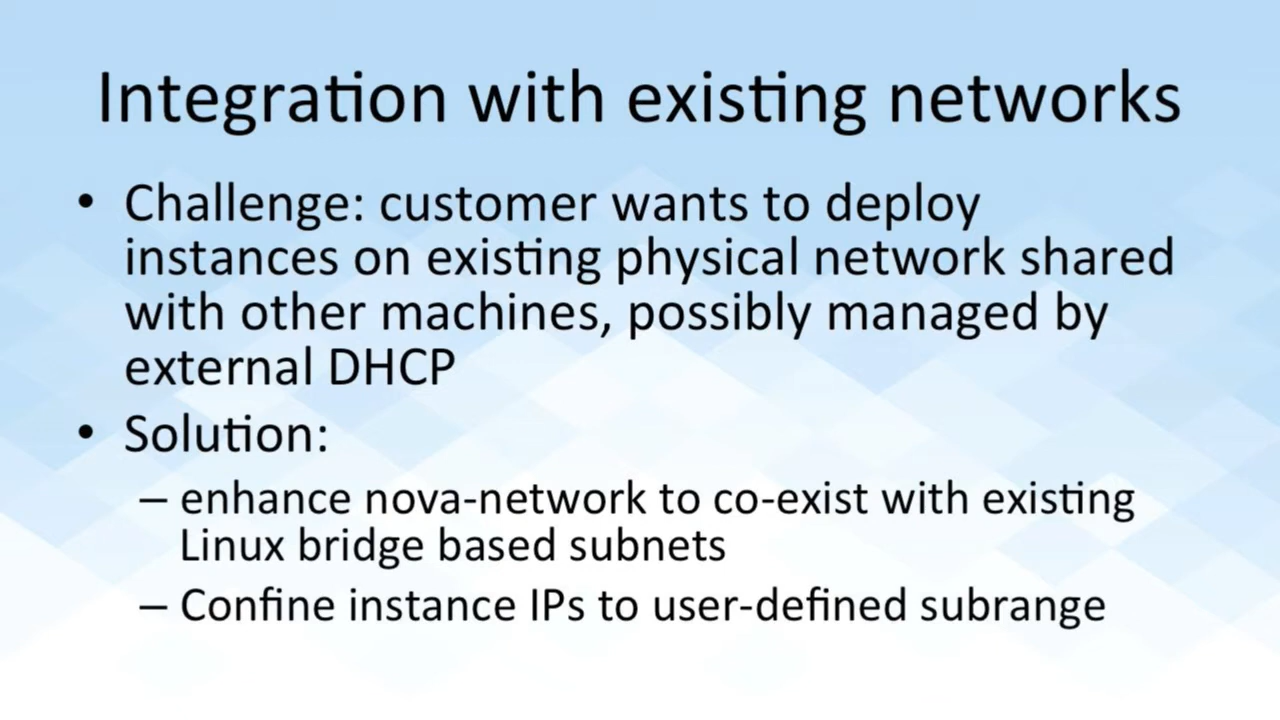 Integration with existing networks
• Challenge: customer wants to deploy
instances on existing physical network shared
with other machines, possibly managed by
external DHCP
• Solution:
– enhance nova-network to co-exist with existing
Linux bridge based subnets
– Confine instance IPs to user-defined subrange